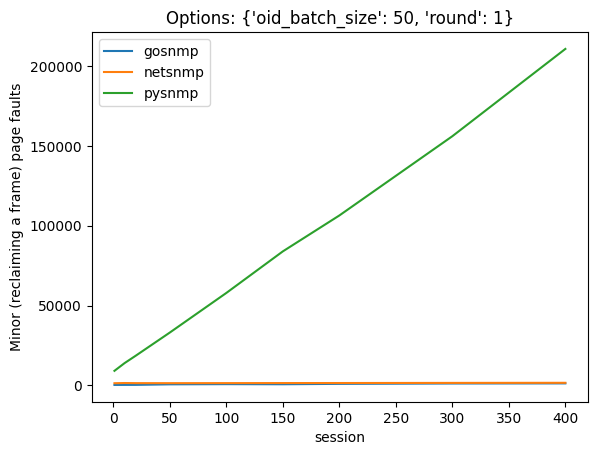 Options: {'oid_batch_size': 50, 'round': 1}
gosnmp
netsnmp
pysnmp
Minor (reclaiming a frame) page faults
200000
150000
100000
50000
0
0 50 100 150 200 250 300 350 400
session